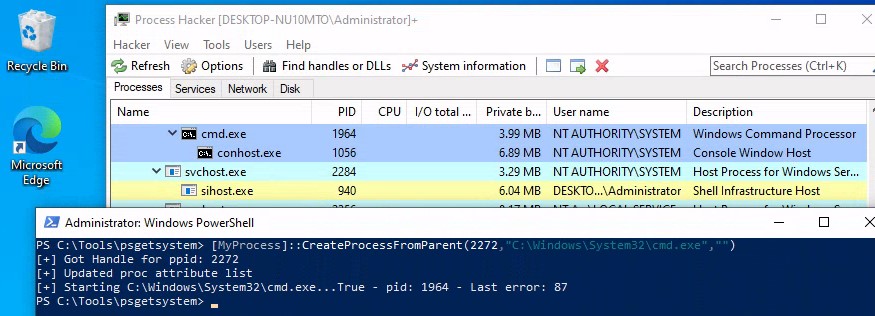 Process Hacker [DESKTOP-NU10MTO\Administrator]+
Hacker View Tools Users Help
Refresh Options Find handles or DLLs System information Search Processes (Ctrl+K)
Processes Services Network Disk
Name PID CPU I/O total ... Private b... User name Description
cmd.exe 1964 3.99 MB NT AUTHORITY\SYSTEM Windows Command Processor
conhost.exe 1056 6.89 MB NT AUTHORITY\SYSTEM Console Window Host
svchost.exe 2284 3.29 MB NT AUTHORITY\SYSTEM Host Process for Windows Ser...
sihost.exe 940 6.04 MB DESKTO...\Administrator Shell Infrastructure Host
Recycle Bin
Microsoft
Edge
Administrator: Windows PowerShell
PS C:\Tools\psgetsystem> [MyProcess]::CreateProcessFromParent(2272,"C:\Windows\System32\cmd.exe","")
[+] Got Handle for ppid: 2272
[+] Updated proc attribute list
[+] Starting C:\Windows\System32\cmd.exe...True - pid: 1964 - Last error: 87
PS C:\Tools\psgetsystem>